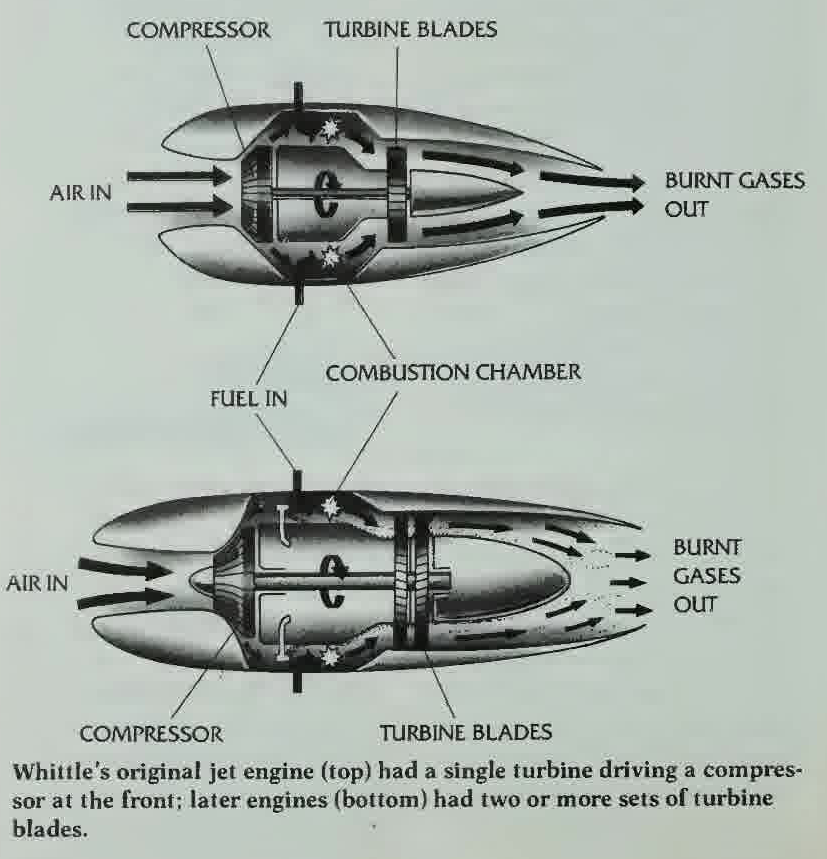 COMPRESSOR
TURBINE BLADES
AIR IN
BURNT GASES
OUT
COMBUSTION CHAMBER
FUEL IN
AIR IN
BURNT
GASES
OUT
COMPRESSOR
TURBINE BLADES
Whittle's original jet engine (top) had a single turbine driving a compres-
sor at the front; later engines (bottom) had two or more sets of turbine
blades.